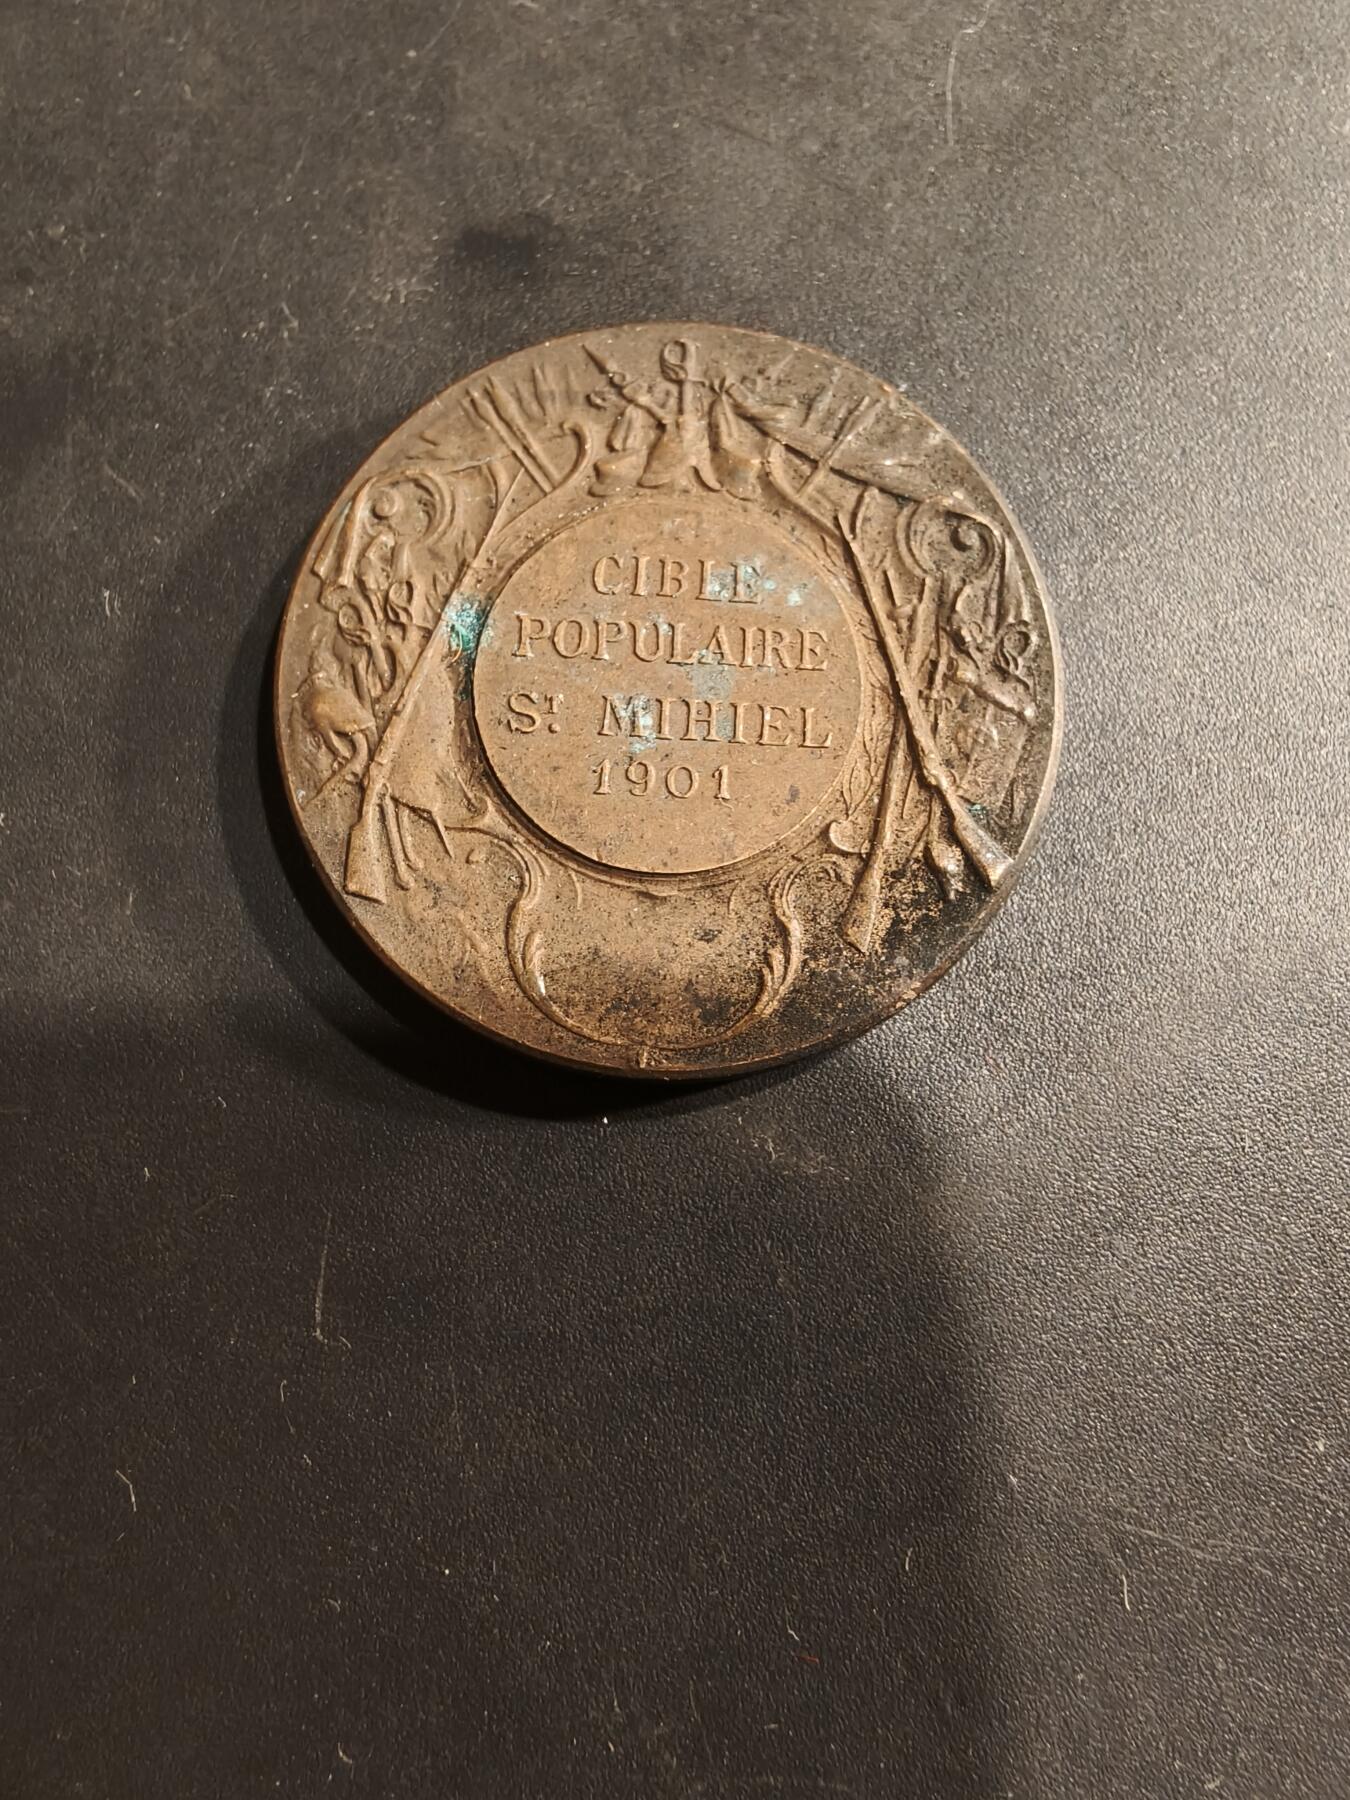 CIBLE
POPULAIRE
Sᵀ. MIHIEL
1901